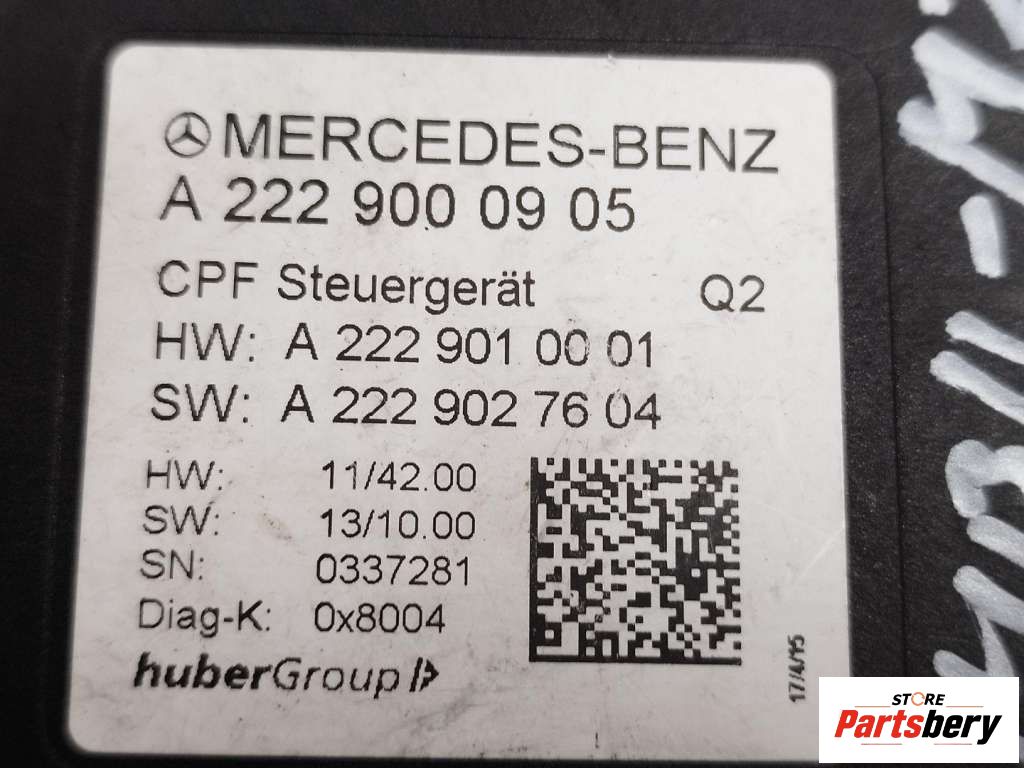 MERCEDES-BENZ
A 222 900 09 05
CPF Steuergerät Q2
HW: A 222 901 00 01
SW: A 222 902 76 04
HW: 11/42.00
SW: 13/10.00
SN: 0337281
Diag-K: 0x8004
huberGroup
17/4/15
STORE
Partsbery